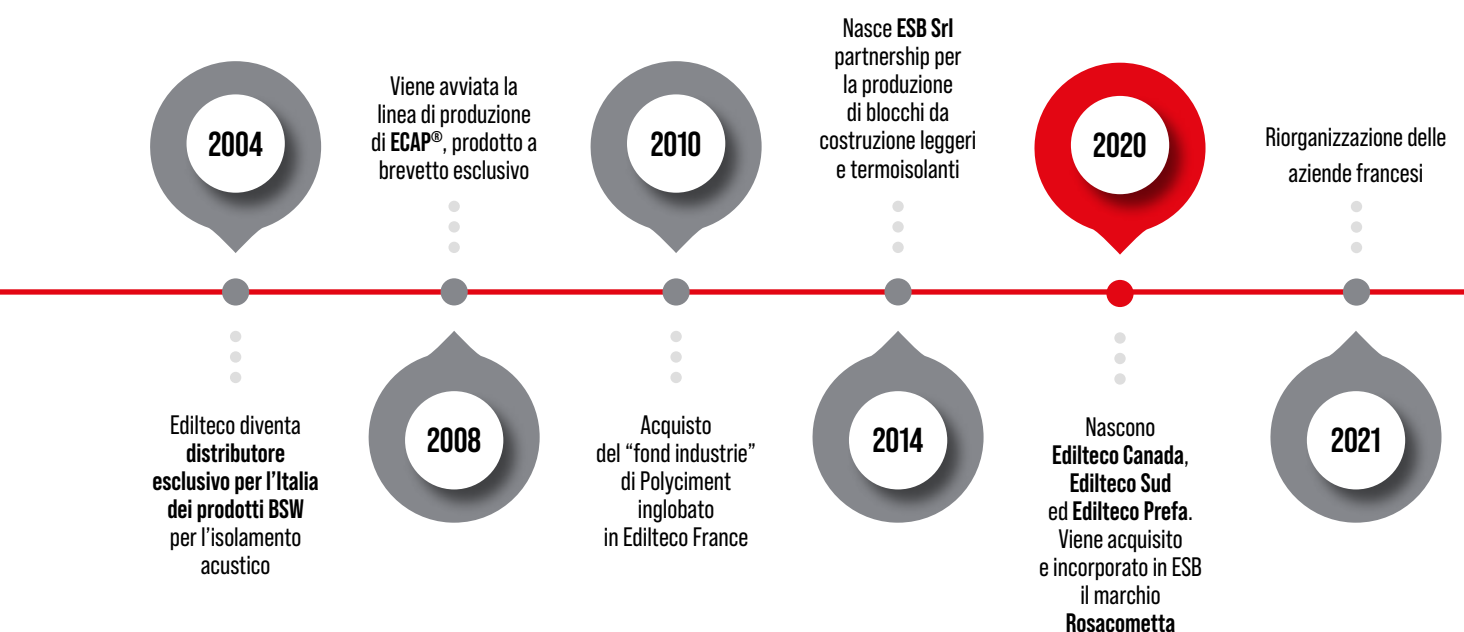 2004
Edilteco diventa
distributore
esclusivo per l’Italia
dei prodotti BSW
per l’isolamento
acustico
Viene avviata la
linea di produzione
di ECAP®, prodotto a
brevetto esclusivo
2008
2010
Acquisto
del “fond industrie”
di Polyciment
inglobato
in Edilteco France
Nasce ESB Srl
partnership per
la produzione
di blocchi da
costruzione leggeri
e termoisolanti
2014
2020
Nascono
Edilteco Canada,
Edilteco Sud
ed Edilteco Prefa.
Viene acquisito
e incorporato in ESB
il marchio
Rosacometta
Riorganizzazione delle
aziende francesi
2021